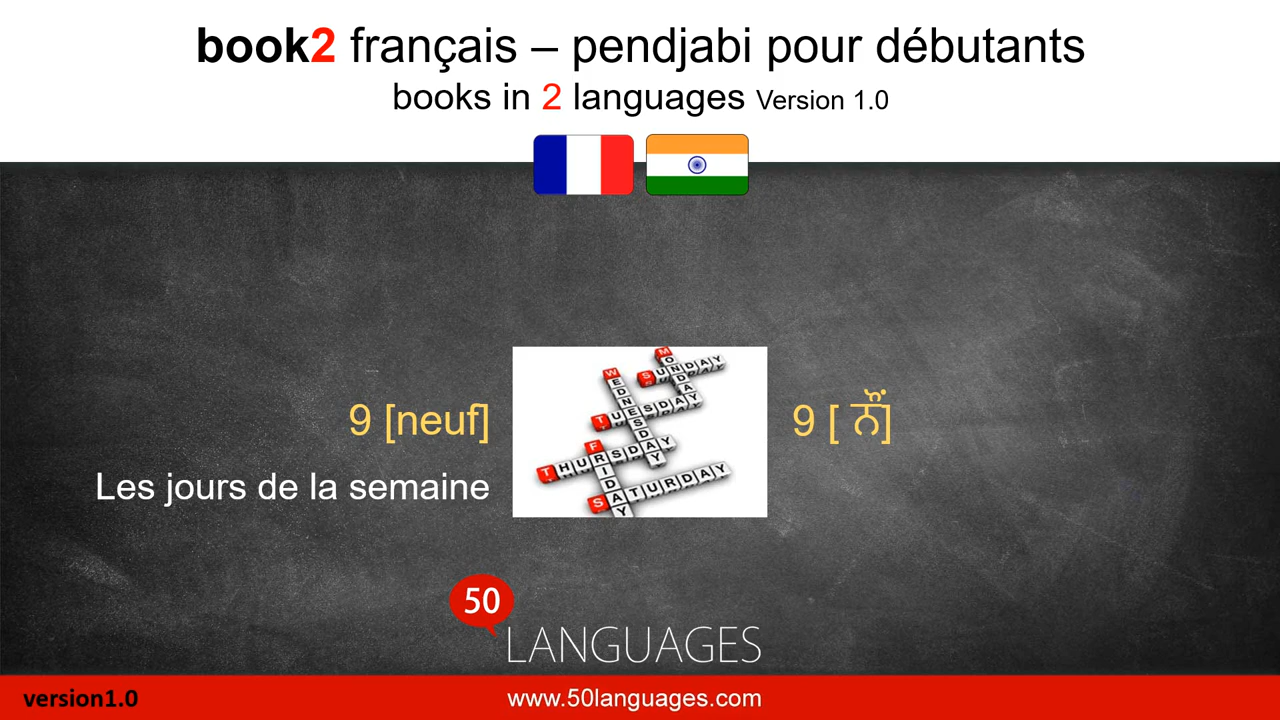 book2 français – pendjabi pour débutants
books in 2 languages Version 1.0
9 [neuf]
9 [ ਨੌਂ]
Les jours de la semaine
WEDNESDAY
MONDAY
SUNDAY
TUESDAY
THURSDAY
FRIDAY
SATURDAY
50
LANGUAGES
version1.0
www.50languages.com